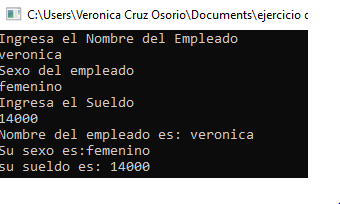 C:\Users\Veronica Cruz Osorio\Documents\ejercicio
Ingresa el Nombre del Empleado
veronica
Sexo del empleado
femenino
Ingresa el Sueldo
14000
Nombre del empleado es: veronica
Su sexo es:femenino
su sueldo es: 14000